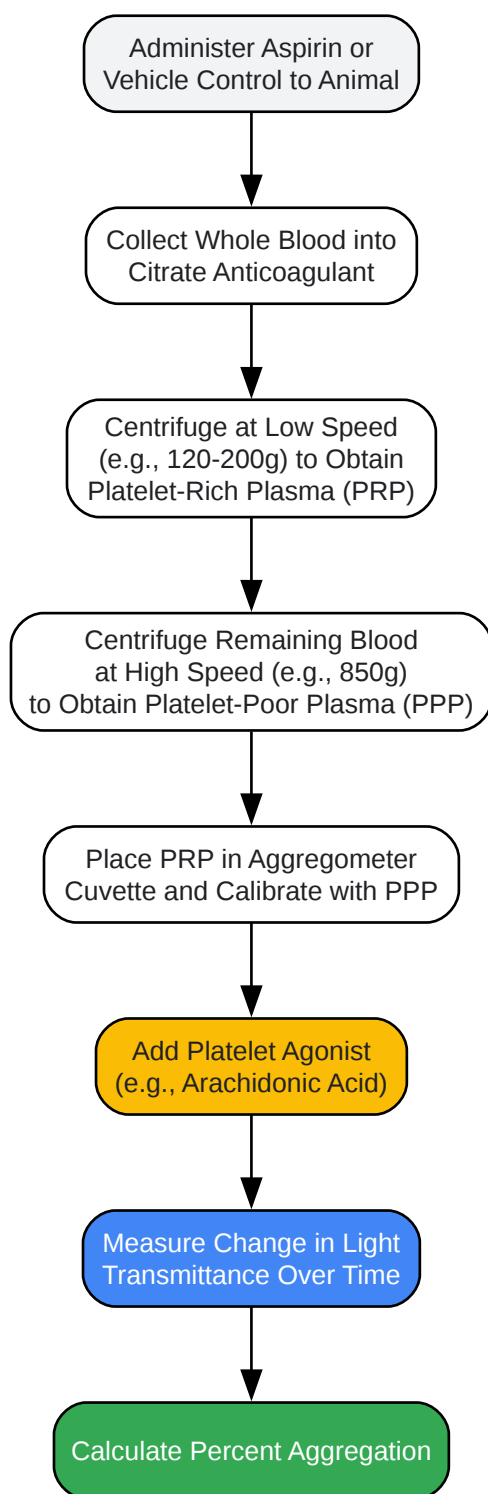 Administer Aspirin or
Vehicle Control to Animal
Collect Whole Blood into
Citrate Anticoagulant
Centrifuge at Low Speed
(e.g., 120-200g) to Obtain
Platelet-Rich Plasma (PRP)
Centrifuge Remaining Blood
at High Speed (e.g., 850g)
to Obtain Platelet-Poor Plasma (PPP)
Place PRP in Aggregometer
Cuvette and Calibrate with PPP
Add Platelet Agonist
(e.g., Arachidonic Acid)
Measure Change in Light
Transmittance Over Time
Calculate Percent Aggregation